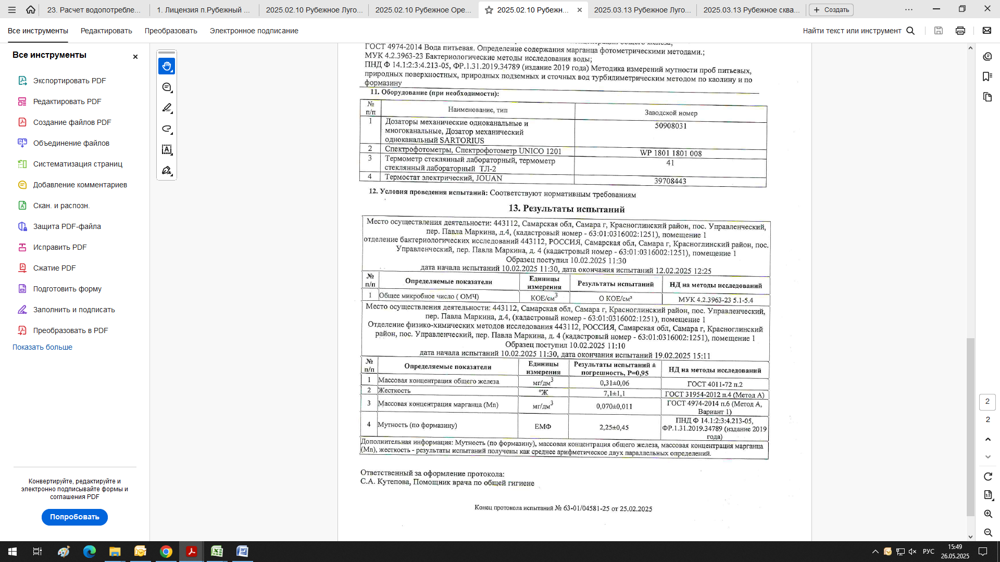 23. Расчет водопотребле...
1. Лицензия п.Рубежный ...
2025.02.10 Рубежное Луго...
2025.02.10 Рубежное Оре...
2025.02.10 Рубежн...
2025.03.13 Рубежное Луго...
2025.03.13 Рубежное сква...
Создать
Все инструменты
Редактировать
Преобразовать
Электронное подписание
Найти текст или инструмент
Все инструменты
Экспортировать PDF
Редактировать PDF
Создание файлов PDF
Объединение файлов
Систематизация страниц
Добавление комментариев
Скан. и распозн.
Защита PDF-файла
Исправить PDF
Сжатие PDF
Подготовить форму
Заполнить и подписать
Преобразовать в PDF
Показать больше
Конвертируйте, редактируйте и
электронно подписывайте формы и
соглашения PDF
Попробовать
общего железа;
ГОСТ 4974-2014 Вода питьевая. Определение содержания марганца фотометрическими методами.;
МУК 4.2.3963-23 Бактериологические методы исследования воды;
ПНД Ф 14.1:2:3:4.213-05, ФР.1.31.2019.34789 (издание 2019 года) Методика измерений мутности проб питьевых,
природных поверхностных, природных подземных и сточных вод турбидиметрическим методом по каолину и по
формазину
11. Оборудование (при необходимости):
№ п/п Наименование, тип Заводской номер
1 Дозаторы механические одноканальные и 50908031
многоканальные, Дозатор механический
одноканальный SARTORIUS
2 Спектрофотометры, Спектрофотометр UNICO 1201 WP 1801 1801 008
3 Термометр стеклянный лабораторный, термометр 41
стеклянный лабораторный ТЛ-2
4 Термостат электрический, JOUAN 39708443
12. Условия проведения испытаний: Соответствуют нормативным требованиям
13. Результаты испытаний
Место осуществления деятельности: 443112, Самарская обл, Самара г, Красноглинский район, пос. Управленческий,
пер. Павла Маркина, д.4, (кадастровый номер - 63:01:0316002:1251), помещение 1
отделение бактериологических исследований 443112, РОССИЯ, Самарская обл, Самара г, Красноглинский район, пос.
Управленческий, пер. Павла Маркина, д. 4 (кадастровый номер - 63:01:0316002:1251), помещение 1
Образец поступил 10.02.2025 11:30
дата начала испытаний 10.02.2025 11:30, дата окончания испытаний 12.02.2025 12:25
№ п/п Определяемые показатели Единицы измерения Результаты испытаний НД на методы исследований
1 Общее микробное число ( ОМЧ) КОЕ/см3 О КОЕ/см³ МУК 4.2.3963-23 5.1-5.4
Место осуществления деятельности: 443112, Самарская обл, Самара г, Красноглинский район, пос. Управленческий,
пер. Павла Маркина, д.4, (кадастровый номер - 63:01:0316002:1251), помещение 1
Отделение физико-химических методов исследования 443112, РОССИЯ, Самарская обл, Самара г, Красноглинский
район, пос. Управленческий, пер. Павла Маркина, д. 4 (кадастровый номер - 63:01:0316002:1251), помещение 1
Образец поступил 10.02.2025 11:10
дата начала испытаний 10.02.2025 11:30, дата окончания испытаний 19.02.2025 15:11
№ п/п Определяемые показатели Единицы измерения Результаты испытаний ± погрешность, P=0,95 НД на методы исследований
1 Массовая концентрация общего железа мг/дм3 0,31±0,06 ГОСТ 4011-72 п.2
2 Жесткость °Ж 7,1±1,1 ГОСТ 31954-2012 п.4 (Метод А)
3 Массовая концентрация марганца (Mn) мг/дм3 0,070±0,011 ГОСТ 4974-2014 п.6 (Метод А, Вариант 1)
4 Мутность (по формазину) ЕМФ 2,25±0,45 ПНД Ф 14.1:2:3:4.213-05, ФР.1.31.2019.34789 (издание 2019 года)
Дополнительная информация: Мутность (по формазину), массовая концентрация общего железа, массовая концентрация марганца
(Mn), жесткость - результаты испытаний получены как среднее арифметическое двух параллельных определений.
Ответственный за оформление протокола:
С.А. Кутепова, Помощник врача по общей гигиене
Конец протокола испытаний № 63-01/04581-25 от 25.02.2025
2
2
РУС
15:49
26.05.2025